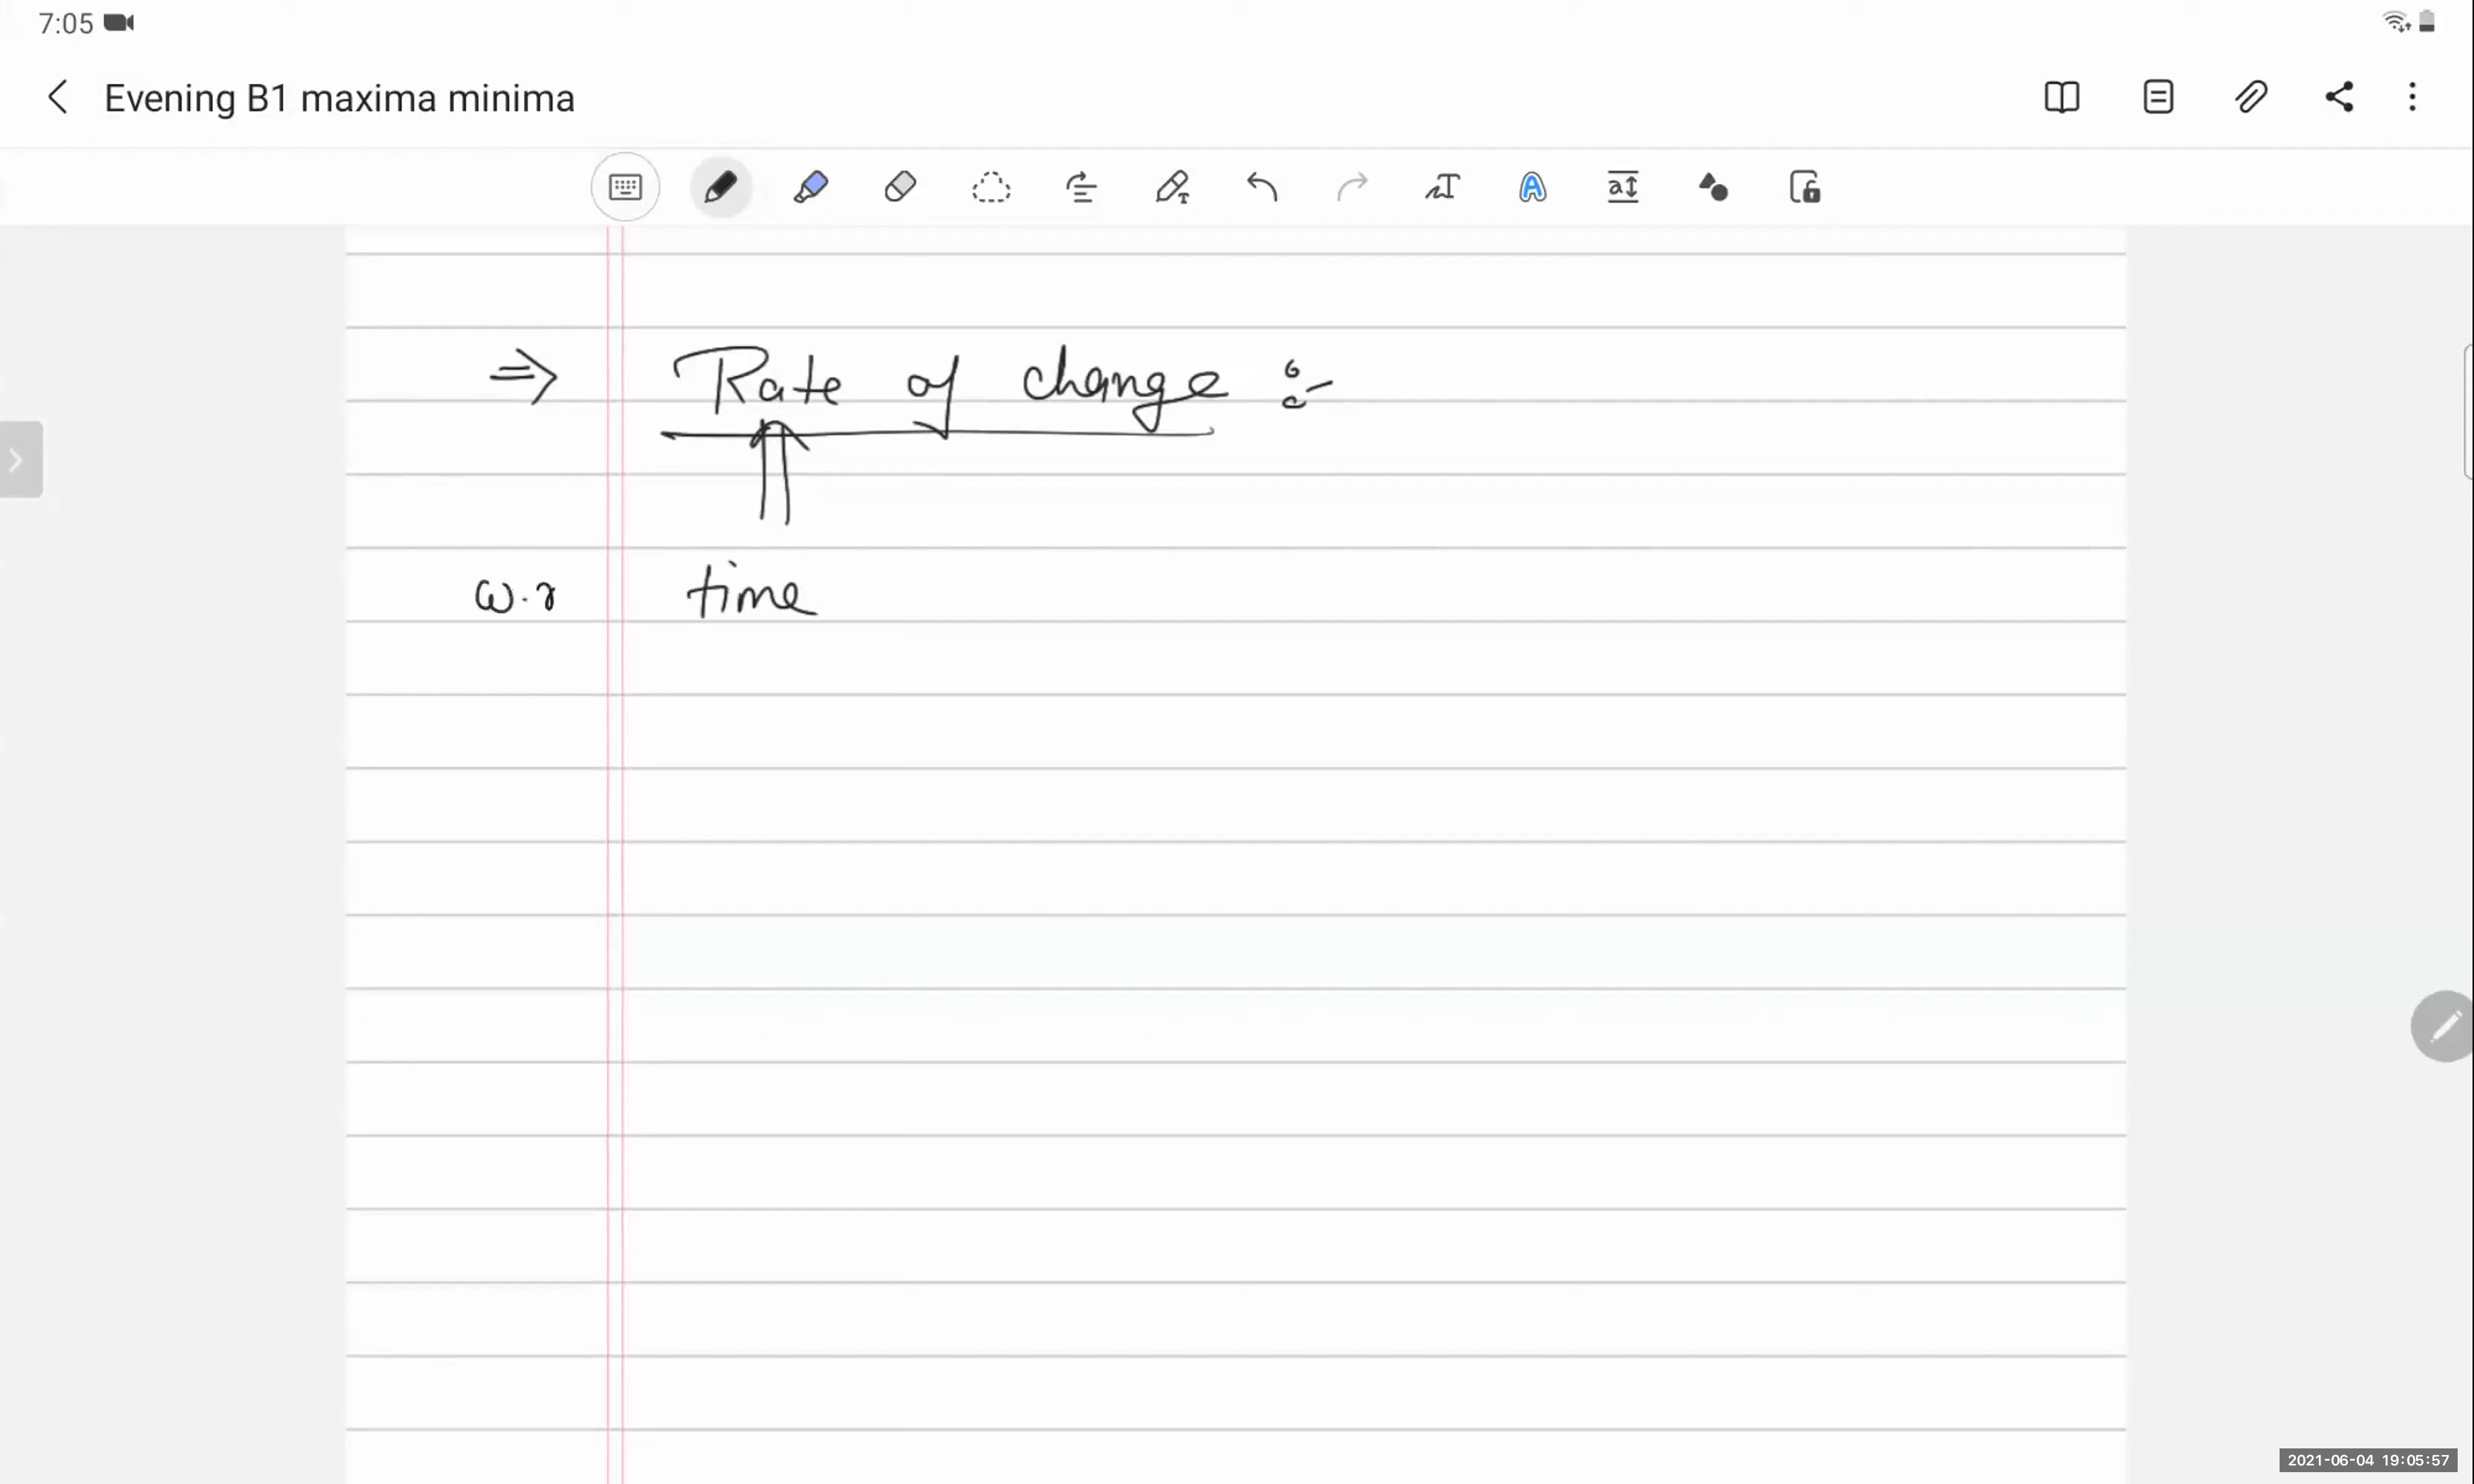 7:05
Evening B1 maxima minima
⇒ Rate of change :-
w.r time
2021-06-04 19:05:57